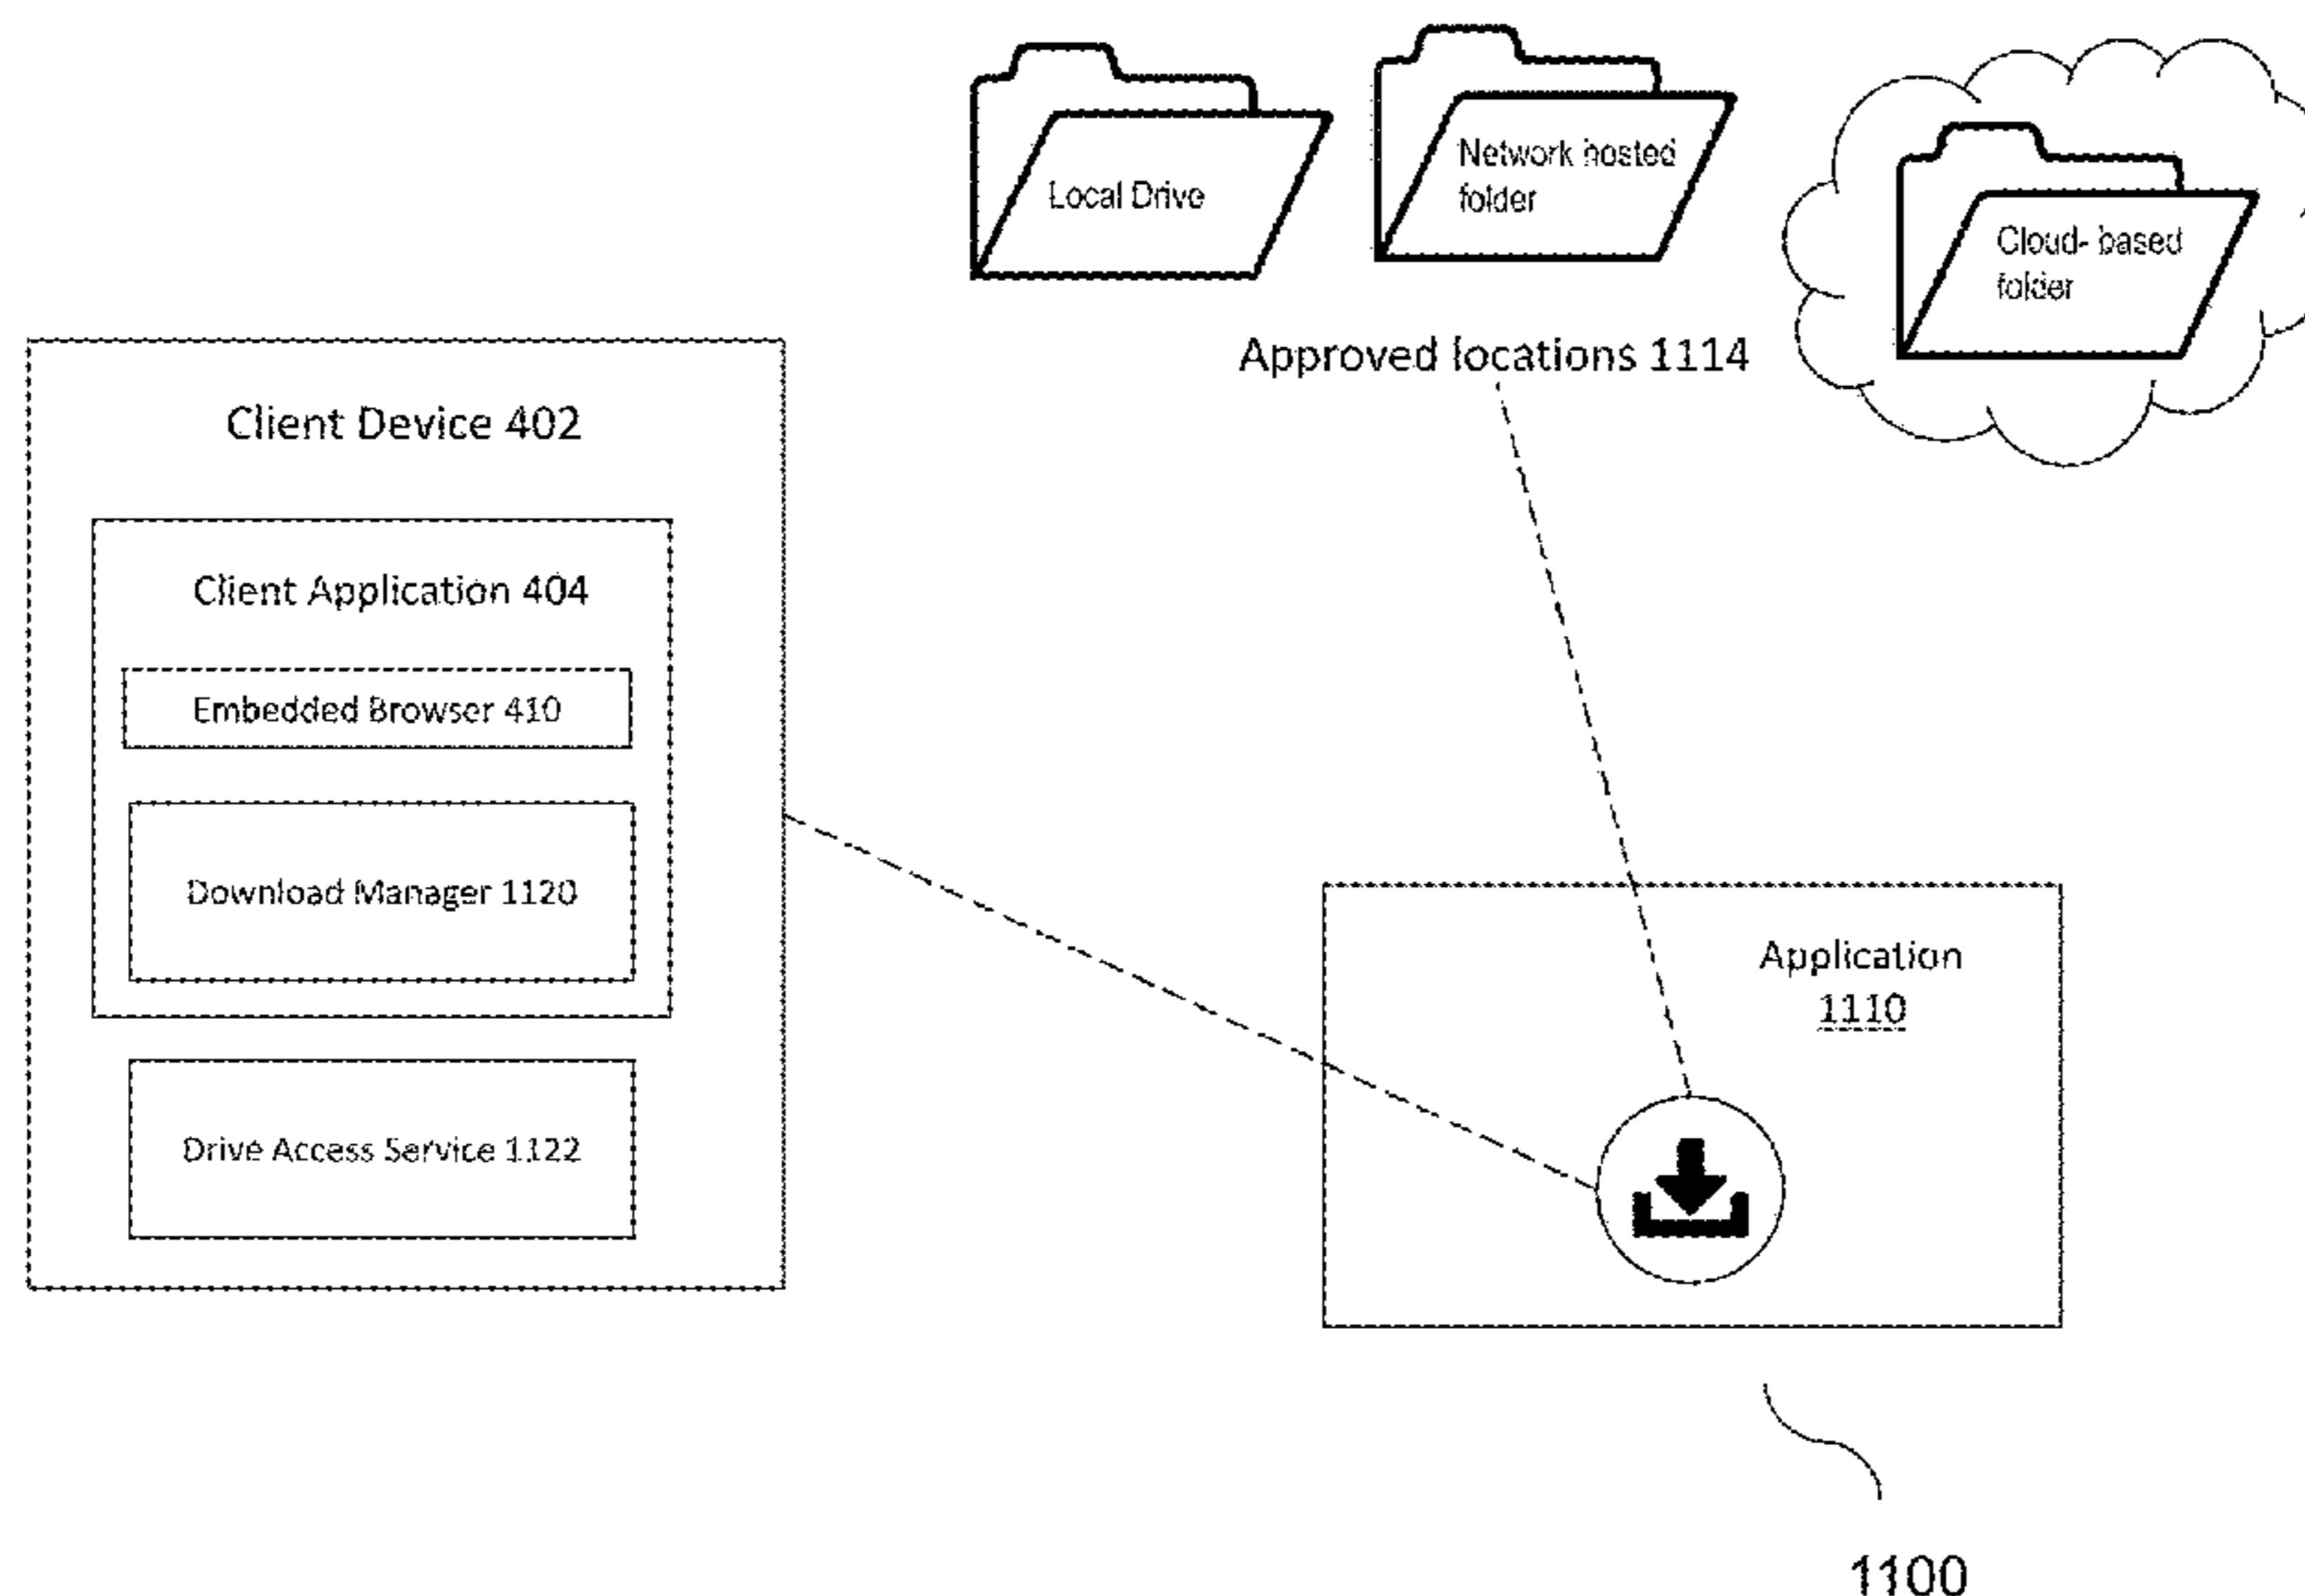 Local Drive
Network hosted
folder
Cloud- based
folder
Approved locations 1114
Client Device 402
Client Application 404
Embedded Browser 410
Download Manager 1120
Drive Access Service 1122
Application
1110
1100